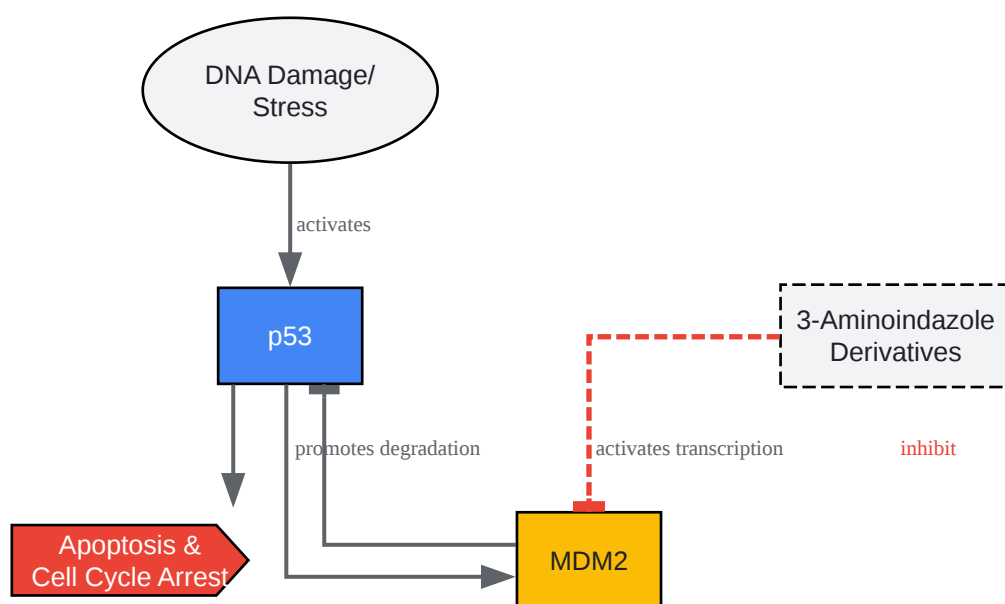 DNA Damage/
Stress
activates
p53
3-Aminoindazole
Derivatives
promotes degradation
activates transcription
inhibit
Apoptosis &
Cell Cycle Arrest
MDM2